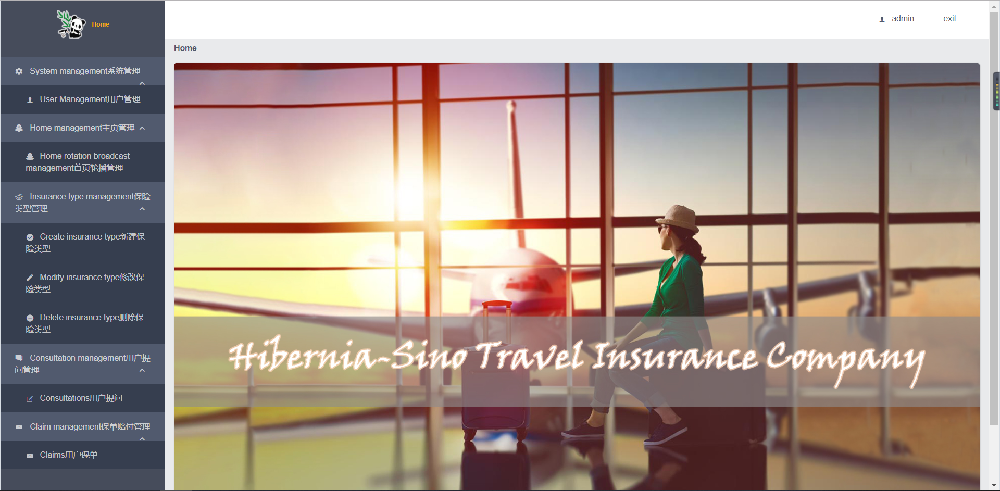 Home
admin
exit
Home
System management系统管理
User Management用户管理
Home management主页管理
Home rotation broadcast
management首页轮播管理
Insurance type management保险
类型管理
Create insurance type新建保
险类型
Modify insurance type修改保
险类型
Delete insurance type删除保
险类型
Consultation management用户提
问管理
Consultations用户提问
Claim management保单赔付管理
Claims用户保单
Hibernia-Sino Travel Insurance Company